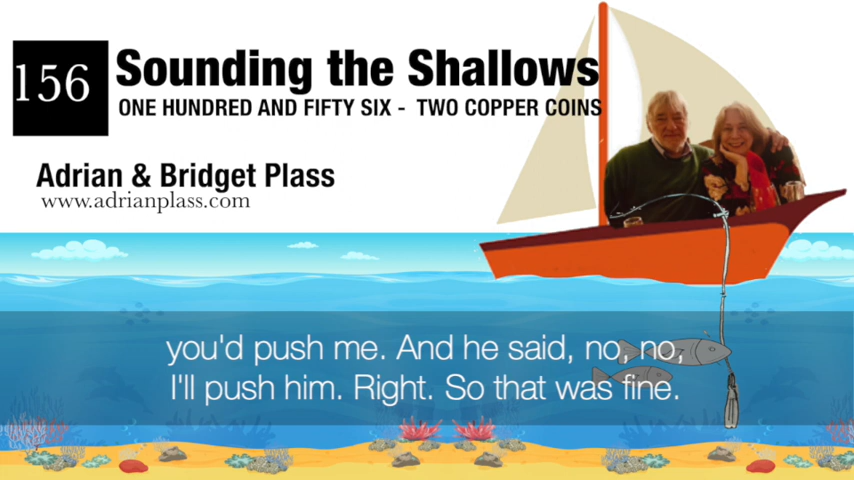 156
Sounding the Shallows
ONE HUNDRED AND FIFTY SIX - TWO COPPER COINS
Adrian & Bridget Plass
www.adrianplass.com
you'd push me. And he said, no, no,
I'll push him. Right. So that was fine.